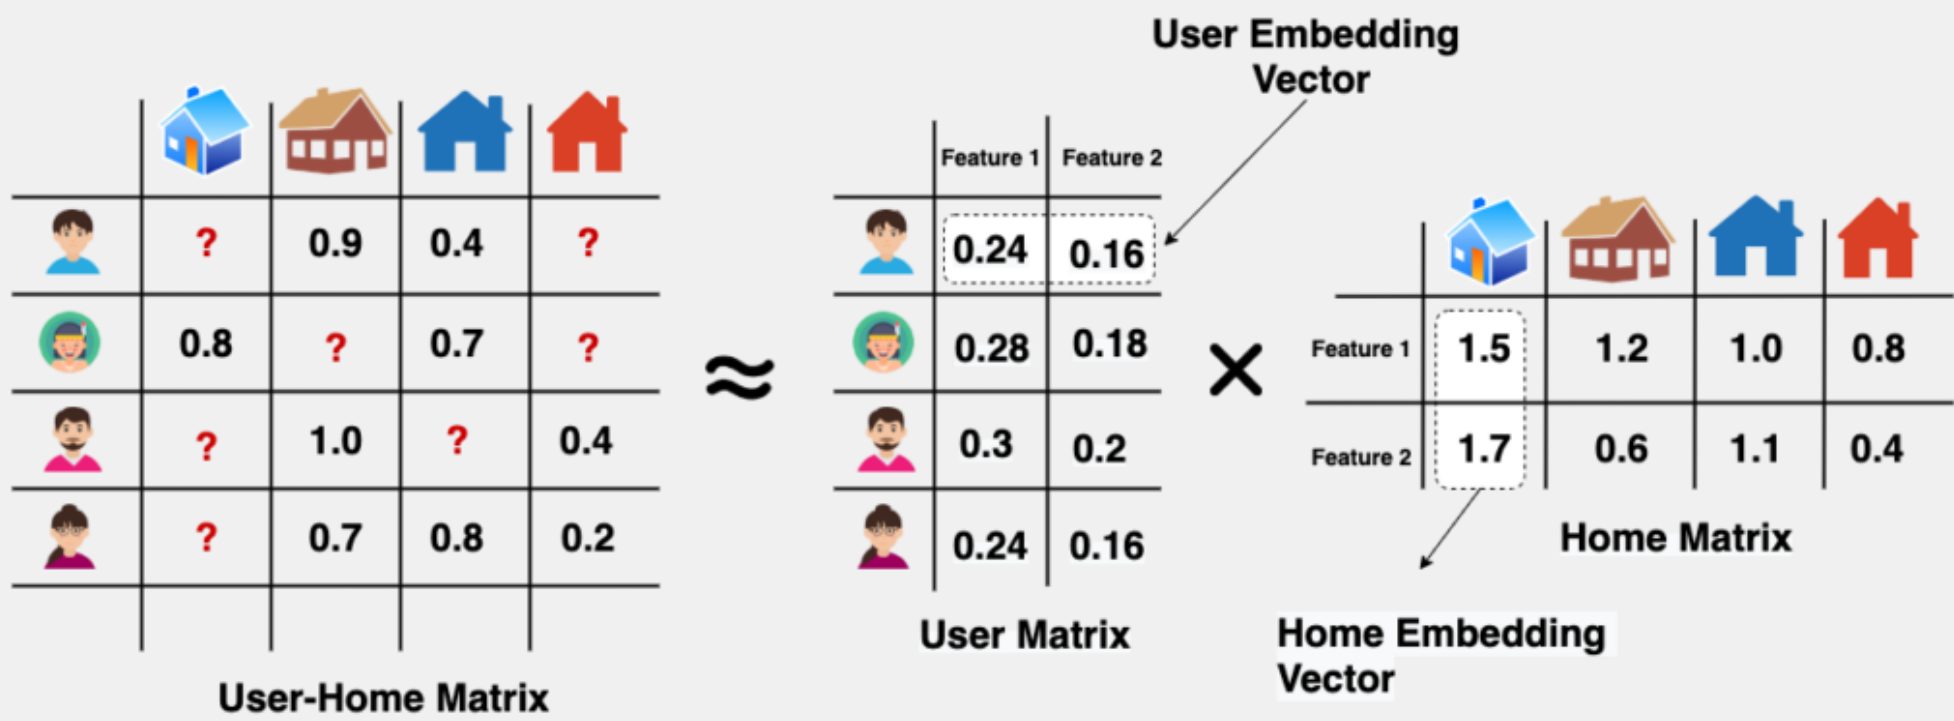 User Embedding
Vector
Feature 1 Feature 2
? 0.9 0.4 ?
0.8 ? 0.7 ?
? 1.0 ? 0.4
? 0.7 0.8 0.2
User-Home Matrix
≈
0.24 0.16
0.28 0.18
0.3 0.2
0.24 0.16
User Matrix
×
Feature 1 1.5 1.2 1.0 0.8
Feature 2 1.7 0.6 1.1 0.4
Home Matrix
Home Embedding
Vector